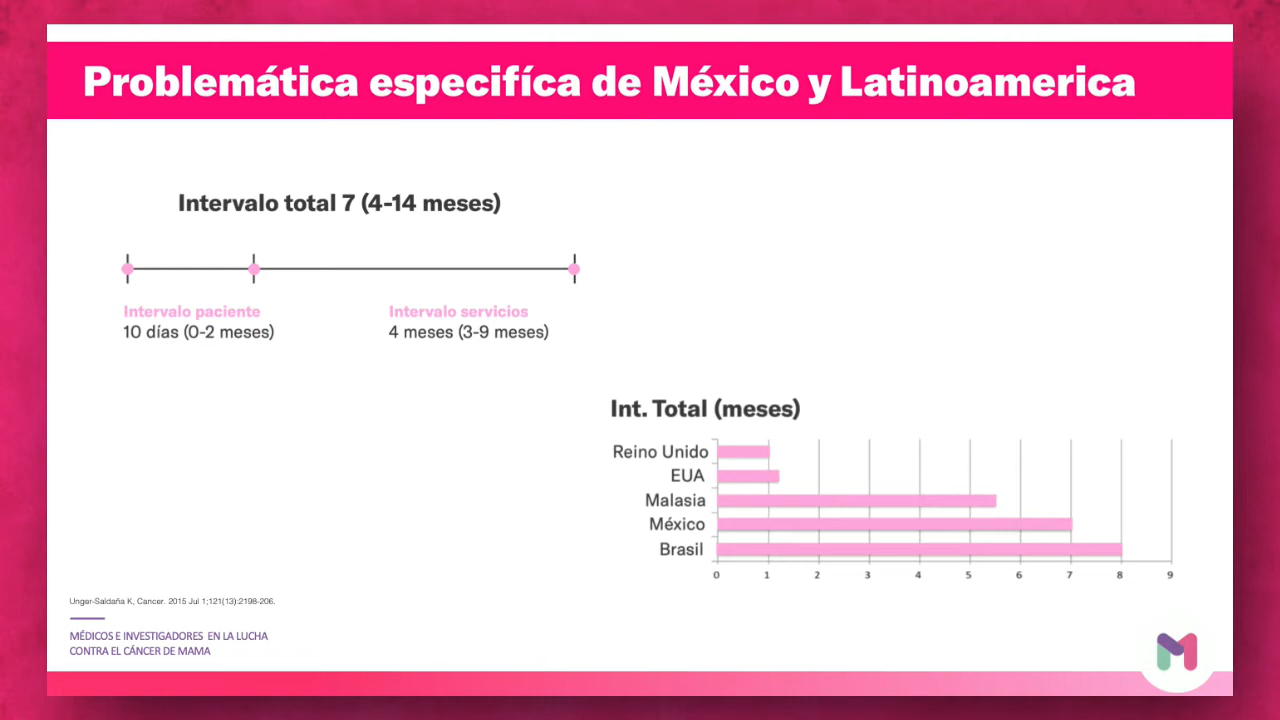 Problemática especifíca de México y Latinoamerica
Intervalo total 7 (4-14 meses)
Intervalo paciente
10 días (0-2 meses)
Intervalo servicios
4 meses (3-9 meses)
Int. Total (meses)
Reino Unido
EUA
Malasia
México
Brasil
0 1 2 3 4 5 6 7 8 9
Unger-Saldaña K, Cancer. 2015 Jul 1;121(13):2198-206.
MÉDICOS E INVESTIGADORES EN LA LUCHA
CONTRA EL CÁNCER DE MAMA